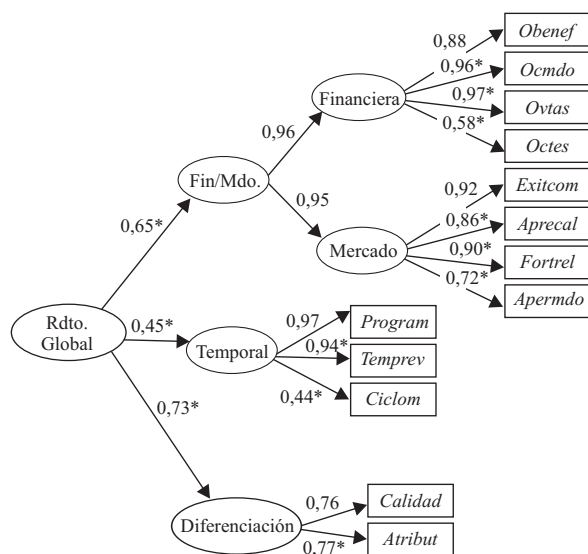 0,88
Obenef
0,96*
Ocmdo
Financiera
0,97*
Ovtas
0,58*
Octes
0,96
Fin/Mdo.
0,95
0,92
Exitcom
0,86*
Aprecal
0,65*
Mercado
0,90*
Fortrel
0,72*
Apermdo
Rdto.
Global
0,45*
Temporal
0,97
Program
0,94*
Temprev
0,44*
Ciclom
0,73*
Diferenciación
0,76
Calidad
0,77*
Atribut